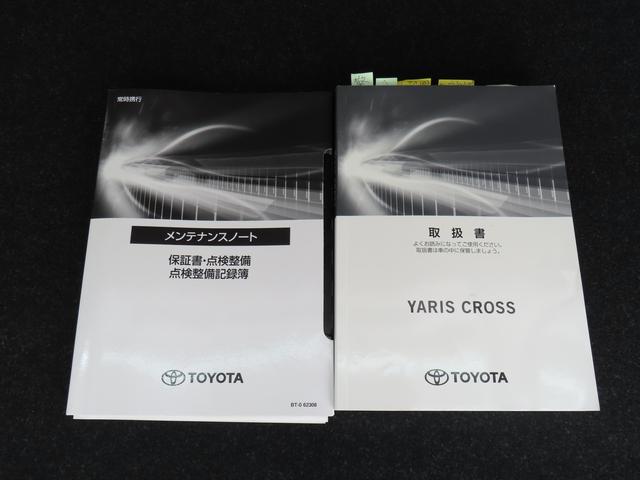 常時携行
メンテナンスノート
保証書・点検整備
点検整備記録簿
TOYOTA
BT-0 62308
取扱書
よくお読みになってご使用ください。
取扱書は車の中に保管しましょう。
YARIS CROSS
TOYOTA